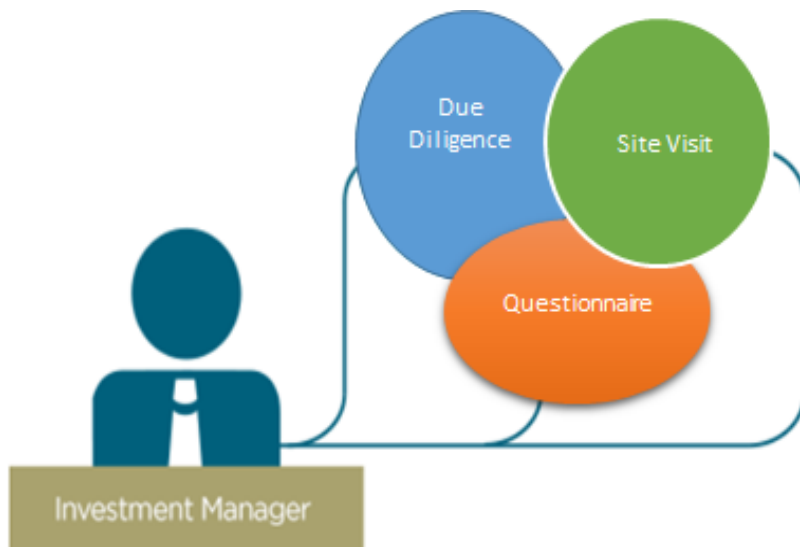 Due
Diligence
Site Visit
Questionnaire
Investment Manager